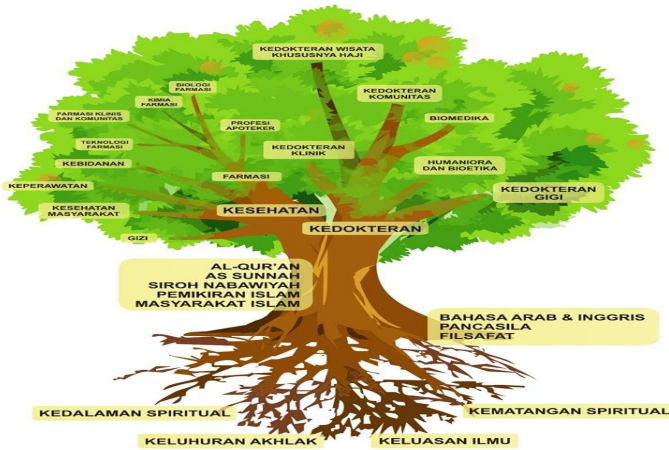 KEDOKTERAN WISATA
KHUSUSNYA HAJI
BIOLOGI
FARMASI
KIMIA
FARMASI
KEDOKTERAN
KOMUNITAS
FARMASI KLINIS
DAN KOMUNITAS
PROFESI
APOTEKER
BIOMEDIKA
TEKNOLOGI
FARMASI
KEDOKTERAN
KLINIK
KEBIDANAN
HUMANIORA
DAN BIOETIKA
FARMASI
KEPERAWATAN
KEDOKTERAN
GIGI
KESEHATAN
MASYARAKAT
KESEHATAN
KEDOKTERAN
GIZI
AL-QUR'AN
AS SUNNAH
SIROH NABAWIYAH
PEMIKIRAN ISLAM
MASYARAKAT ISLAM
BAHASA ARAB & INGGRIS
PANCASILA
FILSAFAT
KEDALAMAN SPIRITUAL
KEMATANGAN SPIRITUAL
KELUHURAN AKHLAK
KELUASAN ILMU